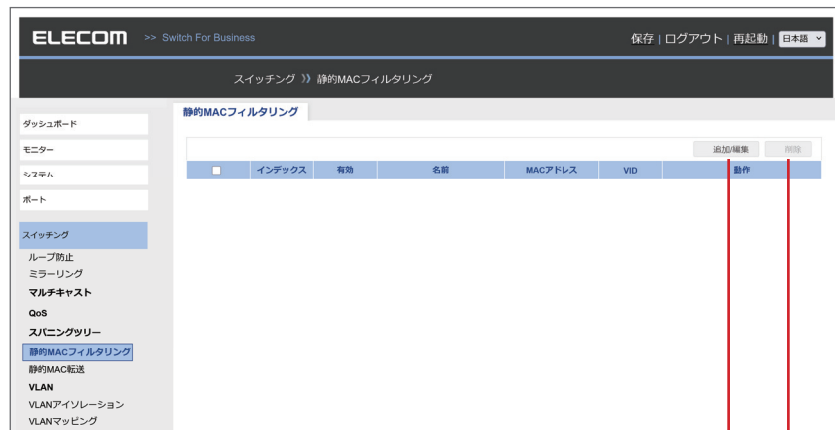 ELECOM >> Switch For Business 保存 | ログアウト | 再起動 | 日本語
スイッチング 》 静的MACフィルタリング
静的MACフィルタリング
追加/編集 削除
インデックス 有効 名前 MACアドレス VID 動作
ダッシュボード
モニター
システム
ポート
スイッチング
ループ防止
ミラーリング
マルチキャスト
QoS
スパニングツリー
静的MACフィルタリング
静的MAC転送
VLAN
VLANアイソレーション
VLANマッピング